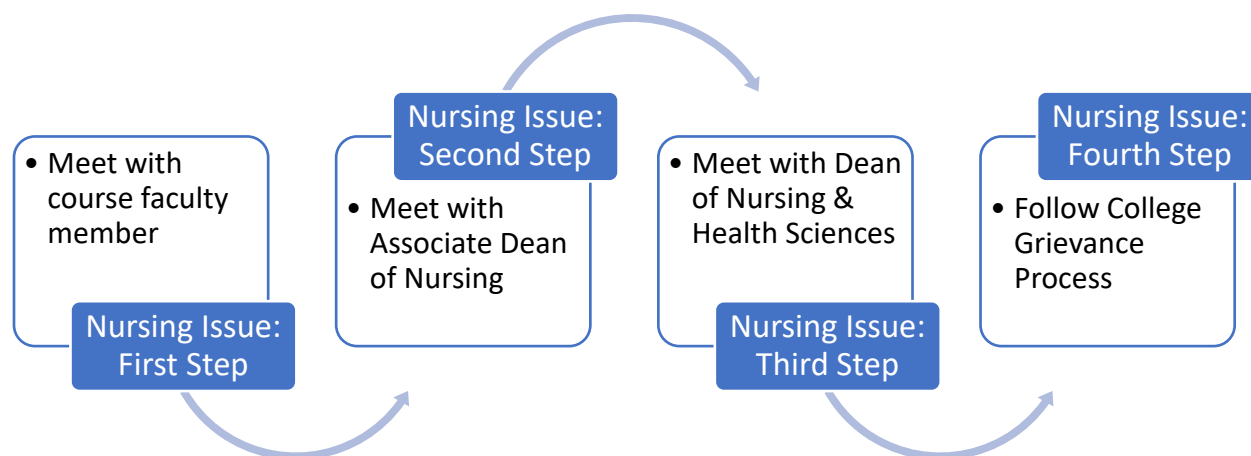 • Meet with
course faculty
member
Nursing Issue:
First Step
Nursing Issue:
Second Step
• Meet with
Associate Dean
of Nursing
• Meet with Dean
of Nursing &
Health Sciences
Nursing Issue:
Third Step
Nursing Issue:
Fourth Step
• Follow College
Grievance
Process